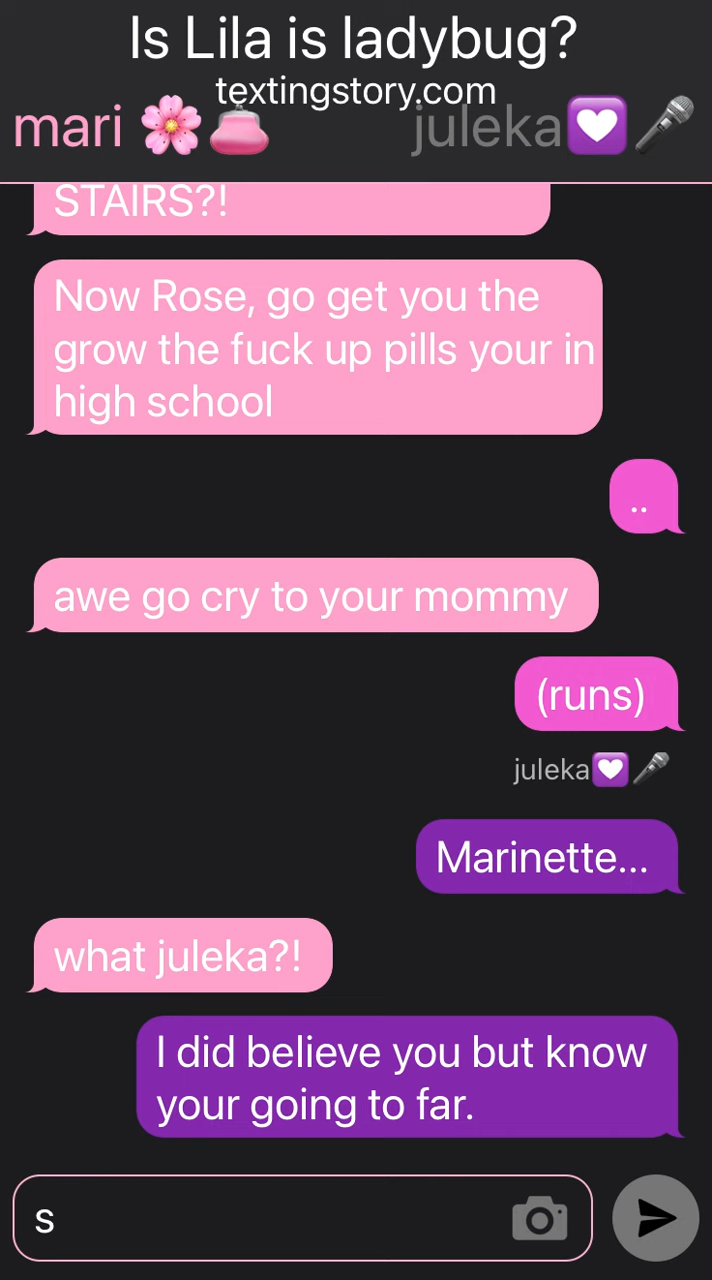 Is Lila is ladybug?
textingstory.com
mari 🌸👛 juleka💟🎤
STAIRS?!
Now Rose, go get you the
grow the fuck up pills your in
high school
..
awe go cry to your mommy
(runs)
juleka💟🎤
Marinette...
what juleka?!
I did believe you but know
your going to far.
s